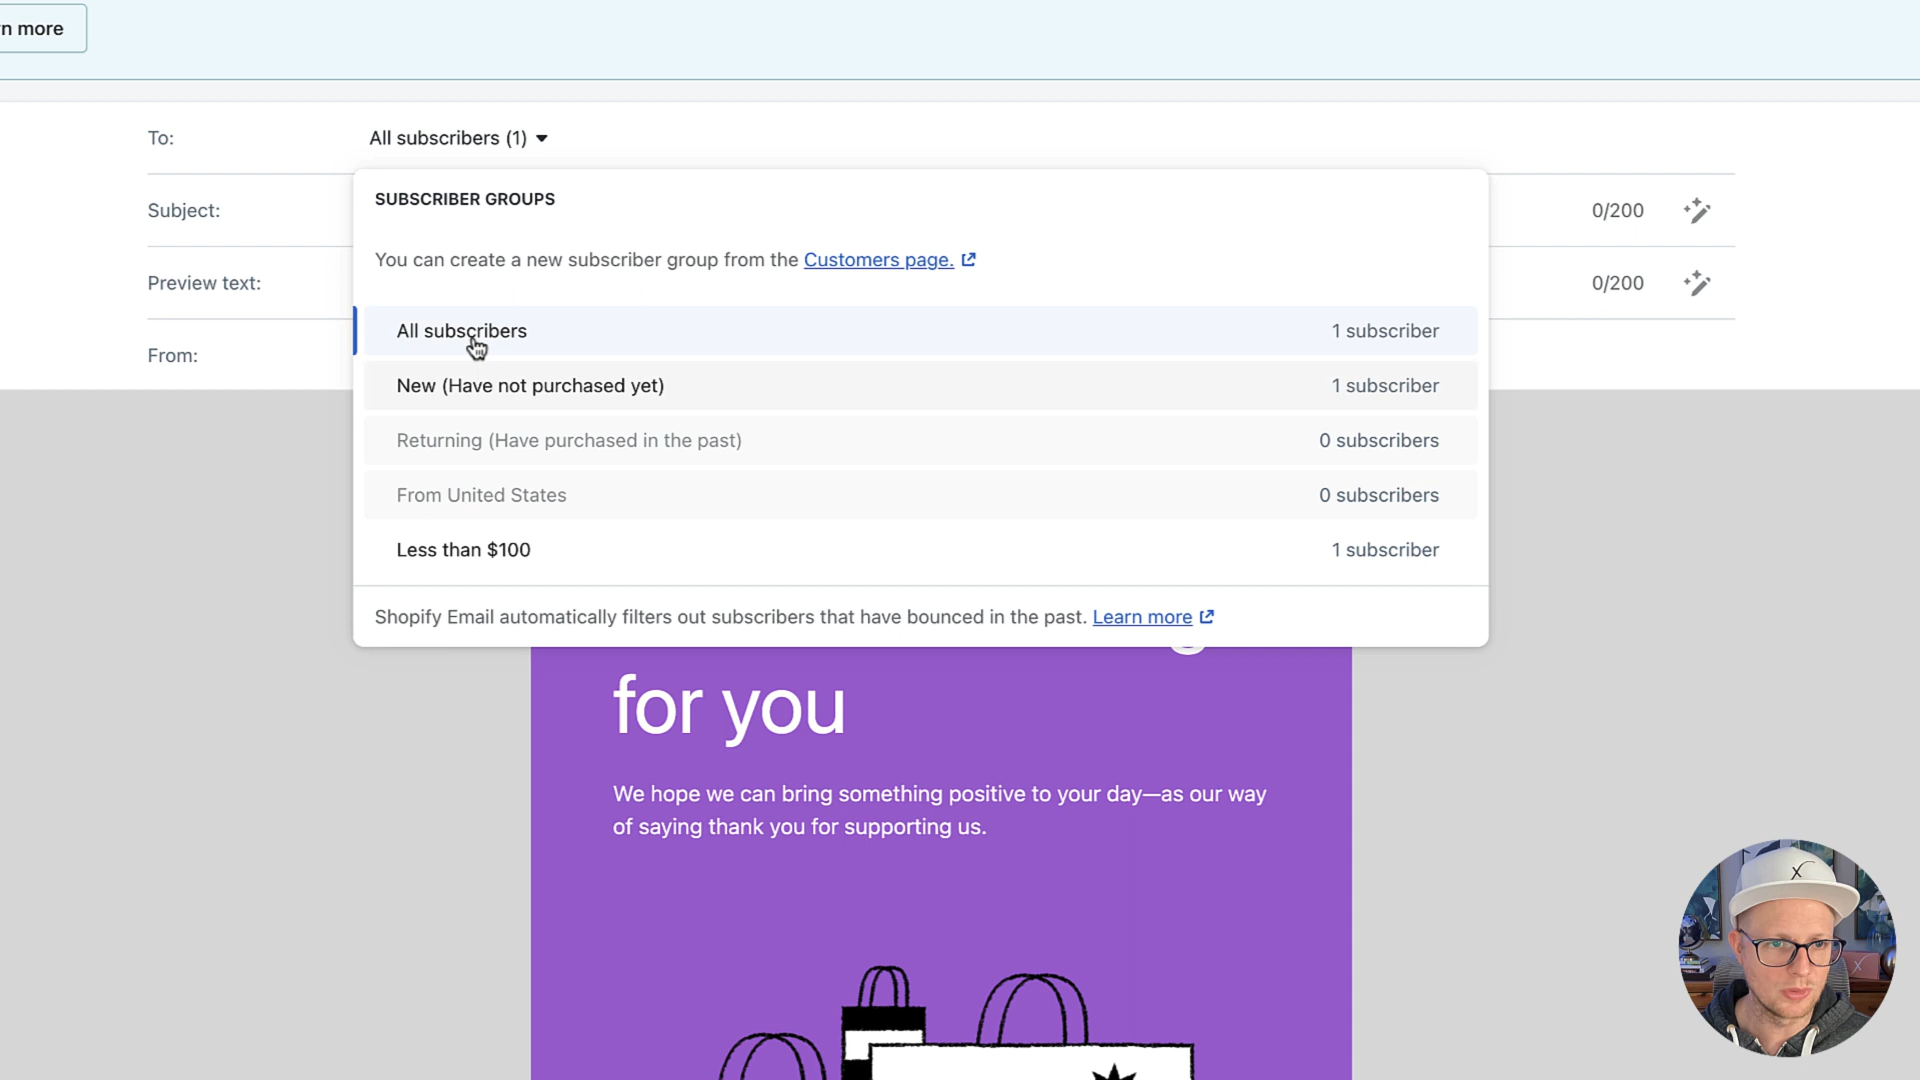 n more
To:
All subscribers (1)
SUBSCRIBER GROUPS
Subject:
0/200
You can create a new subscriber group from the Customers page.
Preview text:
0/200
All subscribers
1 subscriber
From:
New (Have not purchased yet)
1 subscriber
Returning (Have purchased in the past)
0 subscribers
From United States
0 subscribers
Less than $100
1 subscriber
Shopify Email automatically filters out subscribers that have bounced in the past. Learn more
for you
We hope we can bring something positive to your day—as our way
of saying thank you for supporting us.
X